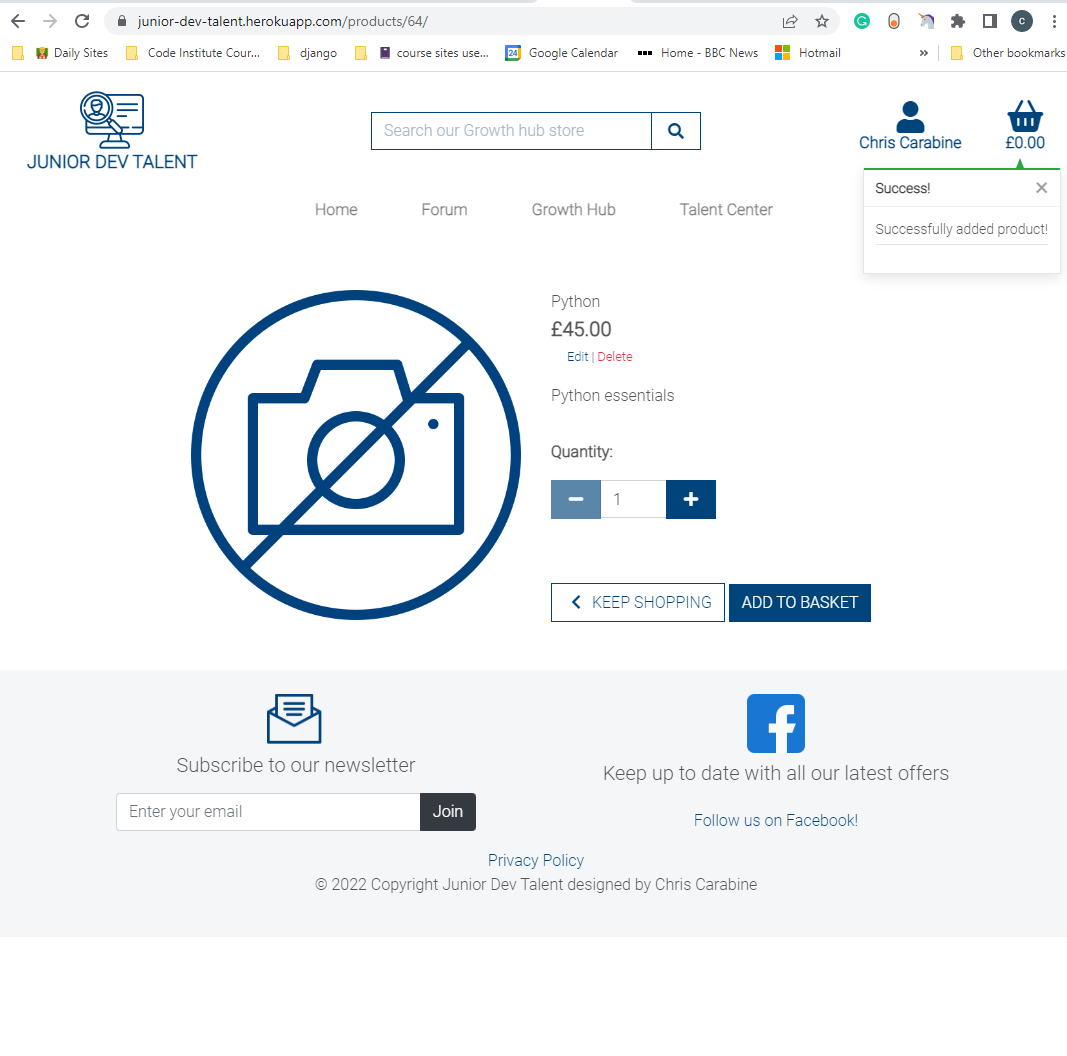 junior-dev-talent.herokuapp.com/products/64/
C
Daily Sites
Code Institute Cour...
django
course sites use...
24
Google Calendar
Home - BBC News
Hotmail
»
Other bookmarks
JUNIOR DEV TALENT
Search our Growth hub store
Chris Carabine
£0.00
Success!
×
Successfully added product!
Home
Forum
Growth Hub
Talent Center
Python
£45.00
Edit | Delete
Python essentials
Quantity:
1
KEEP SHOPPING
ADD TO BASKET
Subscribe to our newsletter
Enter your email
Join
Keep up to date with all our latest offers
Follow us on Facebook!
Privacy Policy
© 2022 Copyright Junior Dev Talent designed by Chris Carabine